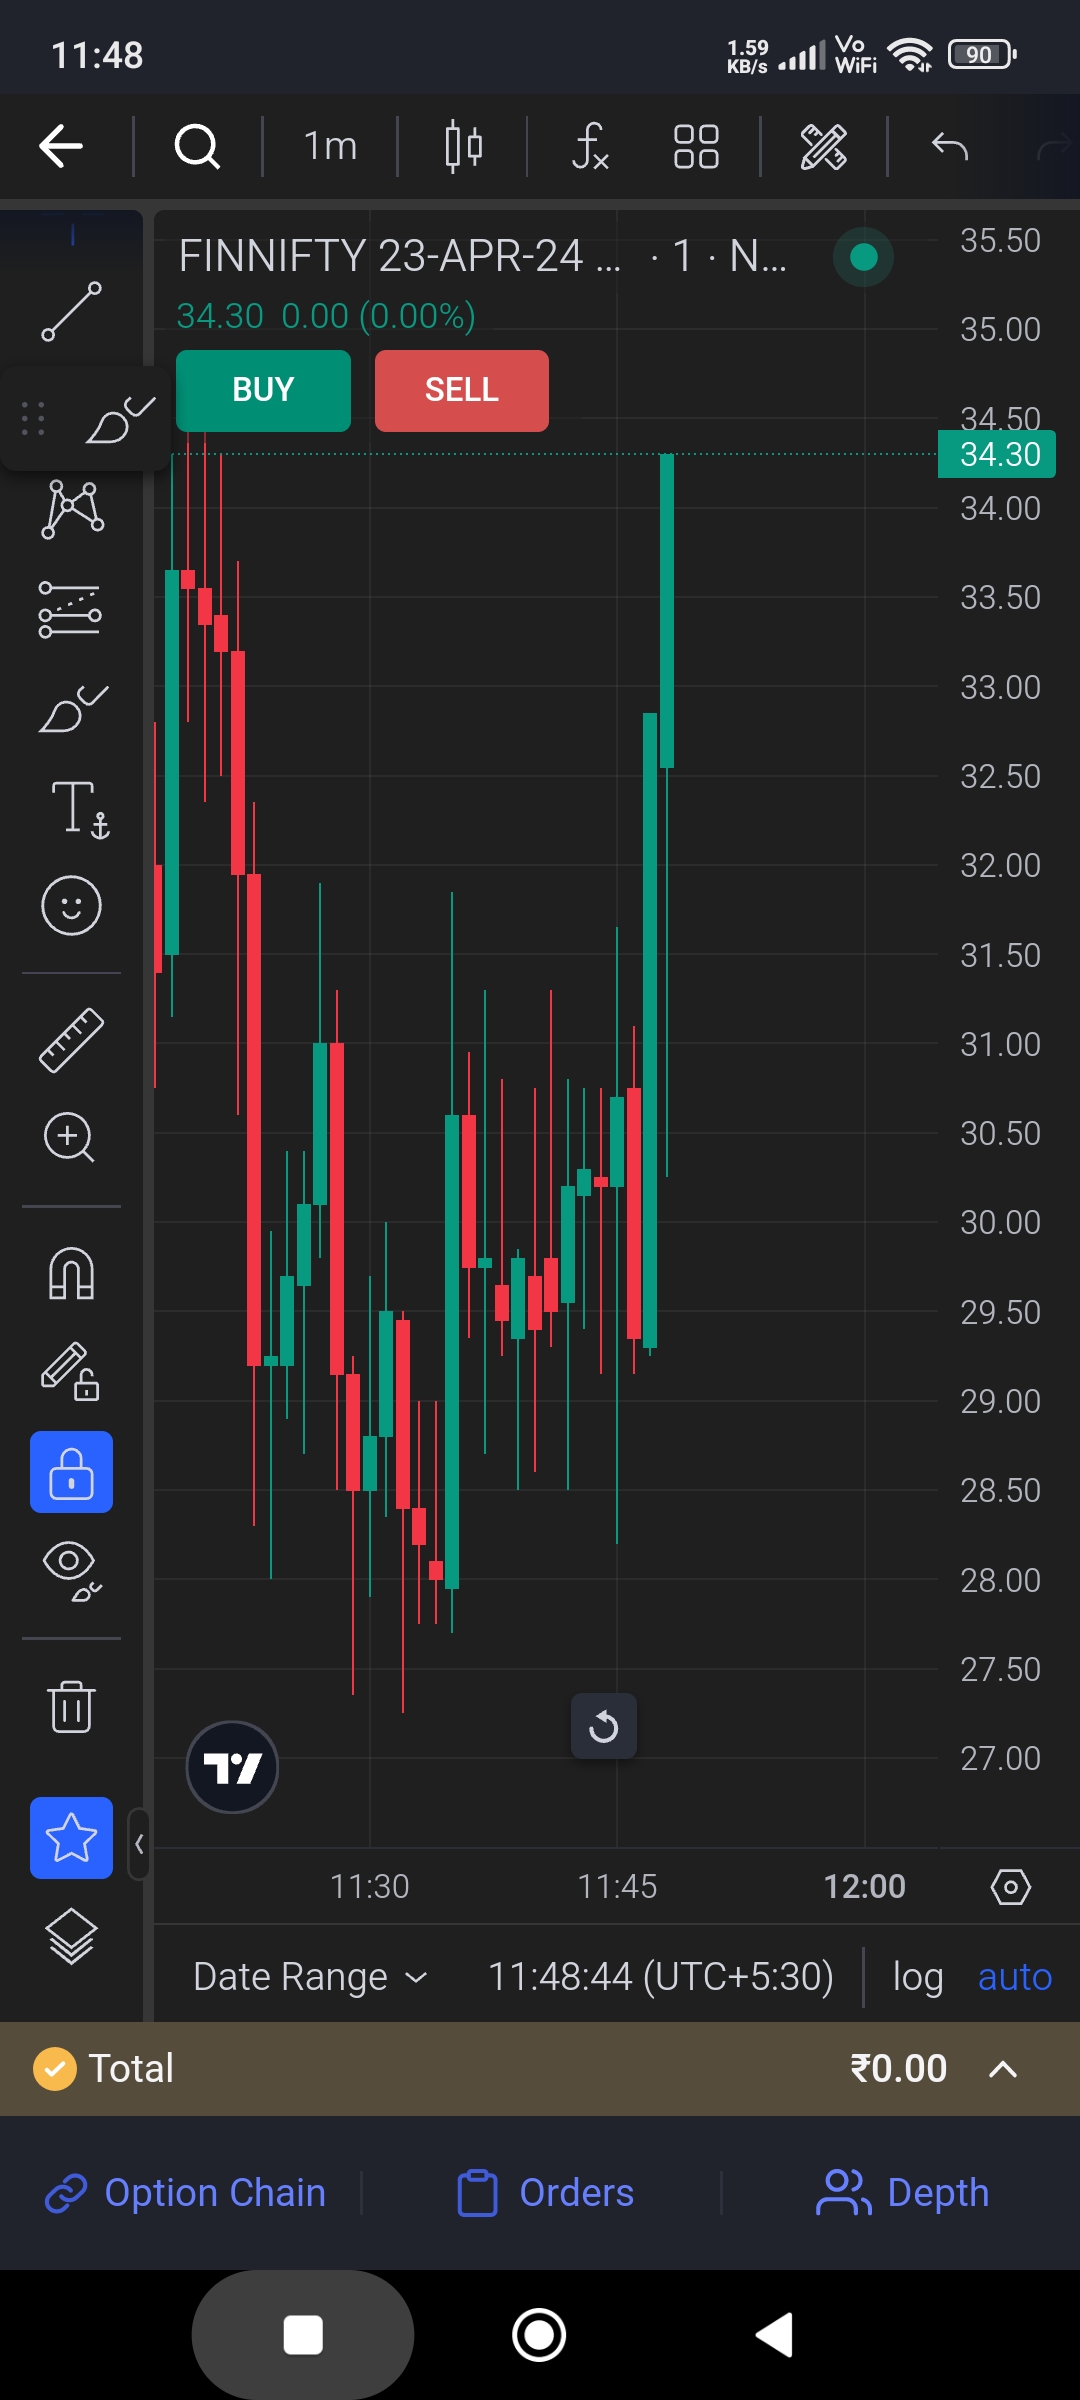 11:48
1.59 KB/s Vo WiFi 90
1m
FINNIFTY 23-APR-24 ... · 1 · N...
34.30 0.00 (0.00%)
BUY SELL
35.50
35.00
34.50
34.30
34.00
33.50
33.00
32.50
32.00
31.50
31.00
30.50
30.00
29.50
29.00
28.50
28.00
27.50
27.00
11:30 11:45 12:00
Date Range 11:48:44 (UTC+5:30) log auto
Total ₹0.00
Option Chain Orders Depth